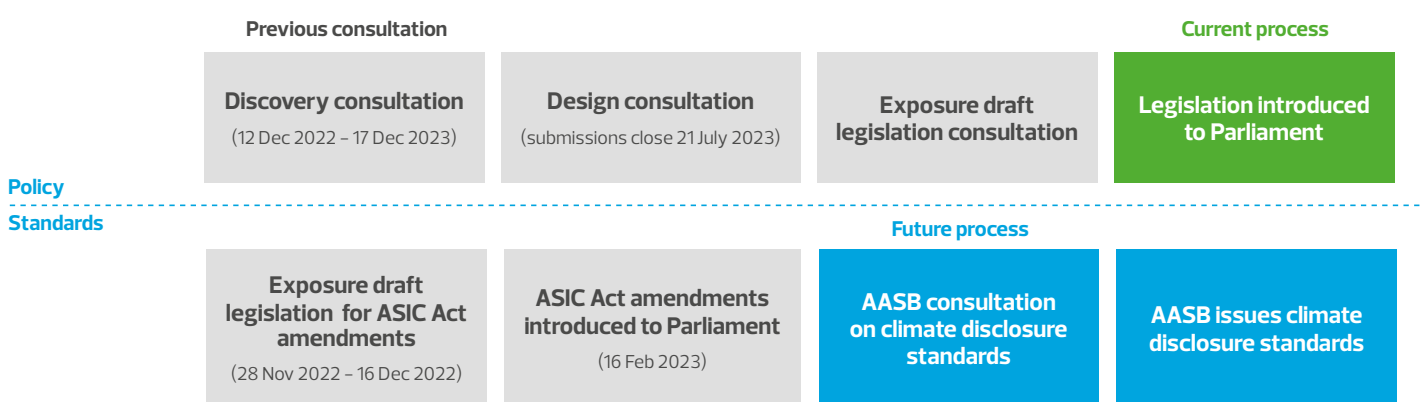 Previous consultation
Current process
Discovery consultation
(12 Dec 2022 – 17 Dec 2023)
Design consultation
(submissions close 21 July 2023)
Exposure draft
legislation consultation
Legislation introduced
to Parliament
Policy
Standards
Future process
Exposure draft
legislation for ASIC Act
amendments
(28 Nov 2022 – 16 Dec 2022)
ASIC Act amendments
introduced to Parliament
(16 Feb 2023)
AASB consultation
on climate disclosure
standards
AASB issues climate
disclosure standards